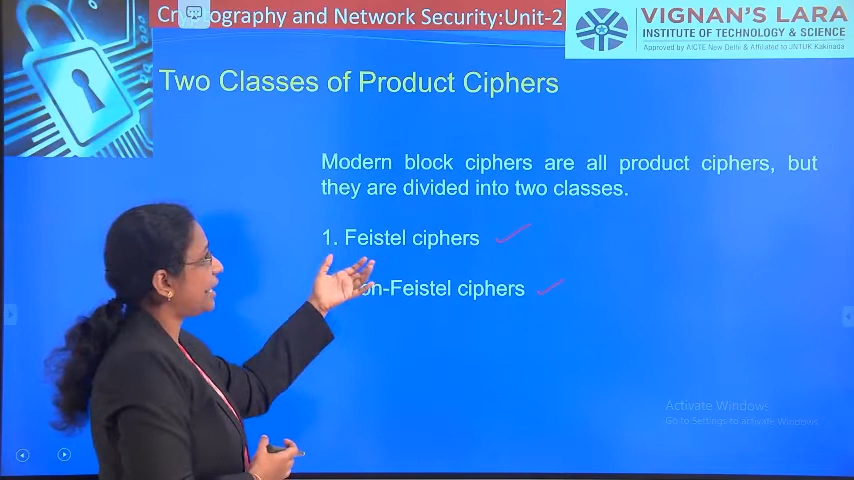 Cryptography and Network Security:Unit-2
VIGNAN'S LARA
INSTITUTE OF TECHNOLOGY & SCIENCE
Approved by AICTE New Delhi & Affiliated to JNTUK Kakinada
Two Classes of Product Ciphers
Modern block ciphers are all product ciphers, but
they are divided into two classes.
1. Feistel ciphers
on-Feistel ciphers
Activate Windows
Go to Settings to activate Windows.